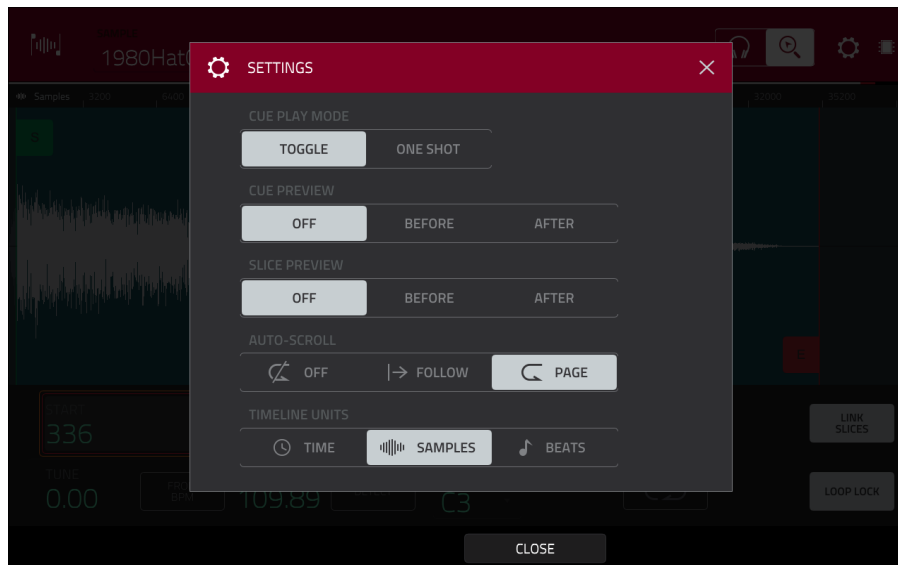 1980Hat
SETTINGS
Samples 3200 6400 32000 35200
S
CUE PLAY MODE
TOGGLE ONE SHOT
CUE PREVIEW
OFF BEFORE AFTER
SLICE PREVIEW
OFF BEFORE AFTER
E
AUTO-SCROLL
OFF FOLLOW PAGE
START
336
LINK
SLICES
TIMELINE UNITS
TIME SAMPLES BEATS
TUNE
0.00
BPM
109.89
C3
LOOP LOCK
CLOSE